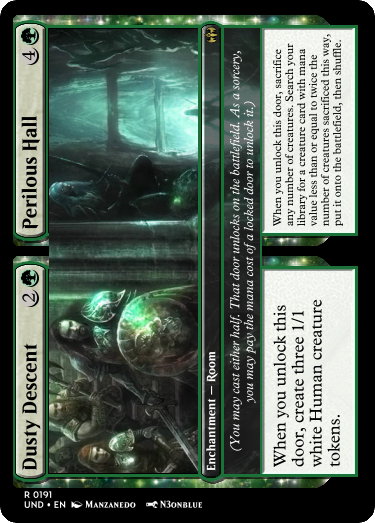 Dusty Descent 2
When you unlock this
door, create three 1/1
white Human creature
tokens.
Perilous Hall 4
When you unlock this door, sacrifice
any number of creatures. Search your
library for a creature card with mana
value less than or equal to twice the
number of creatures sacrificed this way,
put it onto the battlefield, then shuffle.
Enchantment — Room
(You may cast either half. That door unlocks on the battlefield. As a sorcery,
you may pay the mana cost of a locked door to unlock it.)
R 0191
UND • EN Manzanedo N3onblue